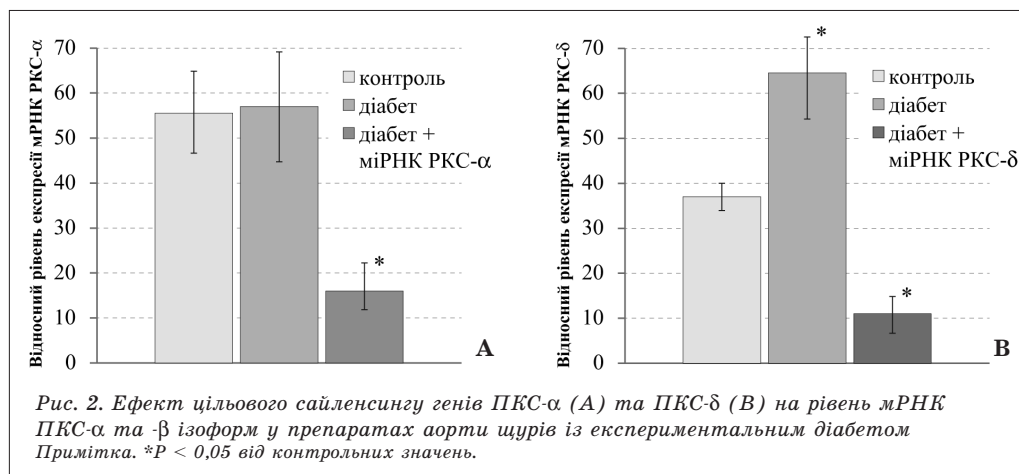 Відносний рівень експресії мРНК РКС-α
70
60
50
40
30
20
10
0
контроль
діабет
діабет +
міРНК РКС-α
*
А
Відносний рівень експресії мРНК РКС-δ
70
60
50
40
30
20
10
0
*
контроль
діабет
діабет +
міРНК РКС-δ
*
В
Рис. 2. Ефект цільового сайленсингу генів ПКС-α (А) та ПКС-δ (В) на рівень мРНК
ПКС-α та -β ізоформ у препаратах аорти щурів із експериментальним діабетом
Примітка. *P < 0,05 від контрольних значень.